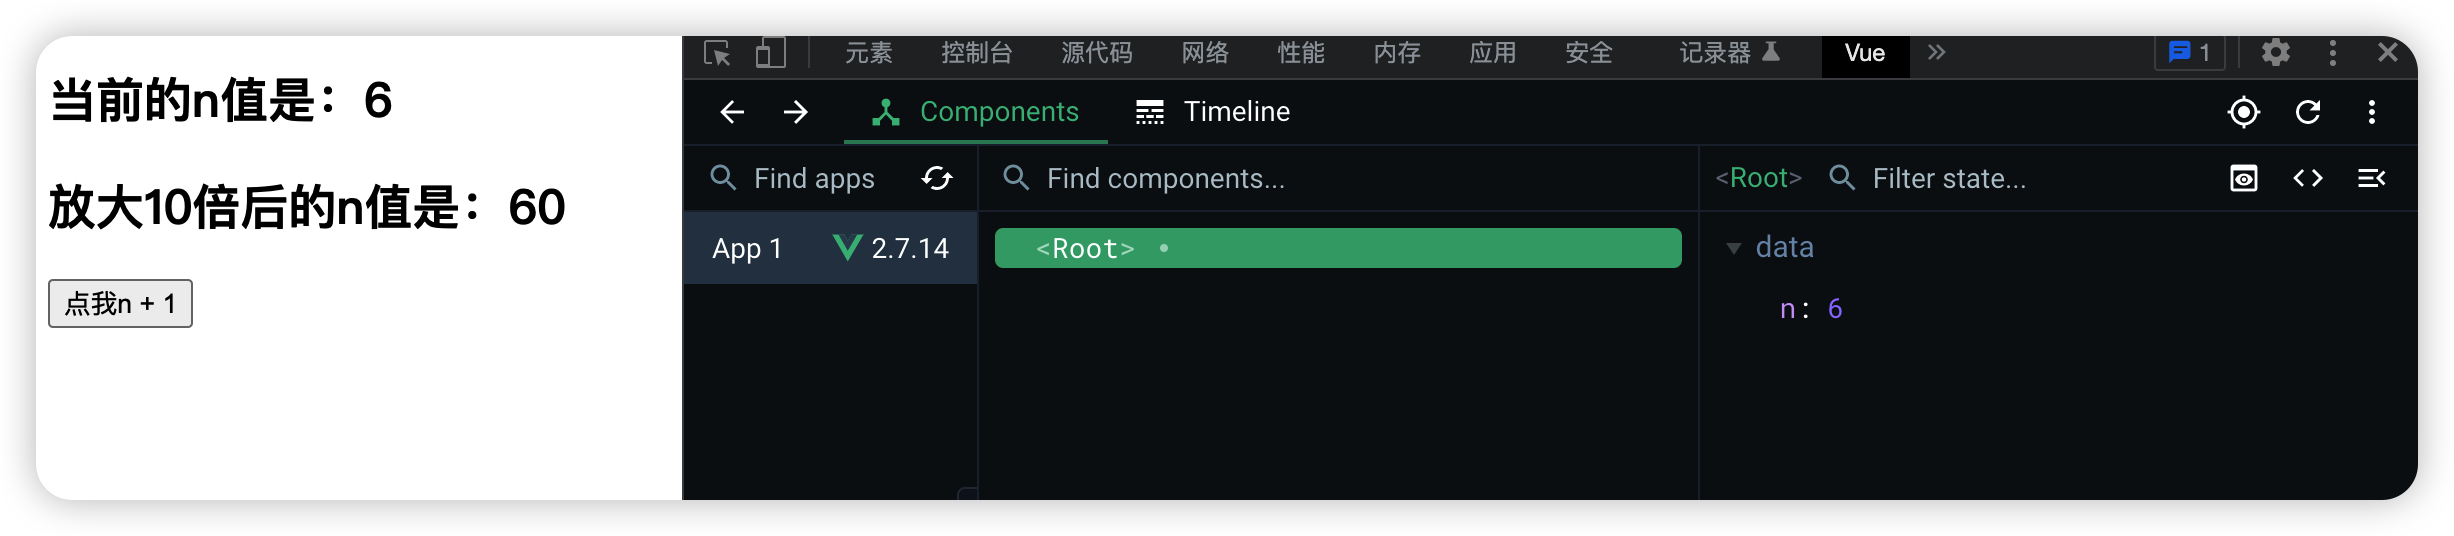 当前的n值是：6
放大10倍后的n值是：60
点我n + 1
元素 控制台 源代码 网络 性能 内存 应用 安全 记录器 Vue 1
Components Timeline
Find apps Find components... <Root> Filter state...
App 1 2.7.14 <Root> data
n: 6